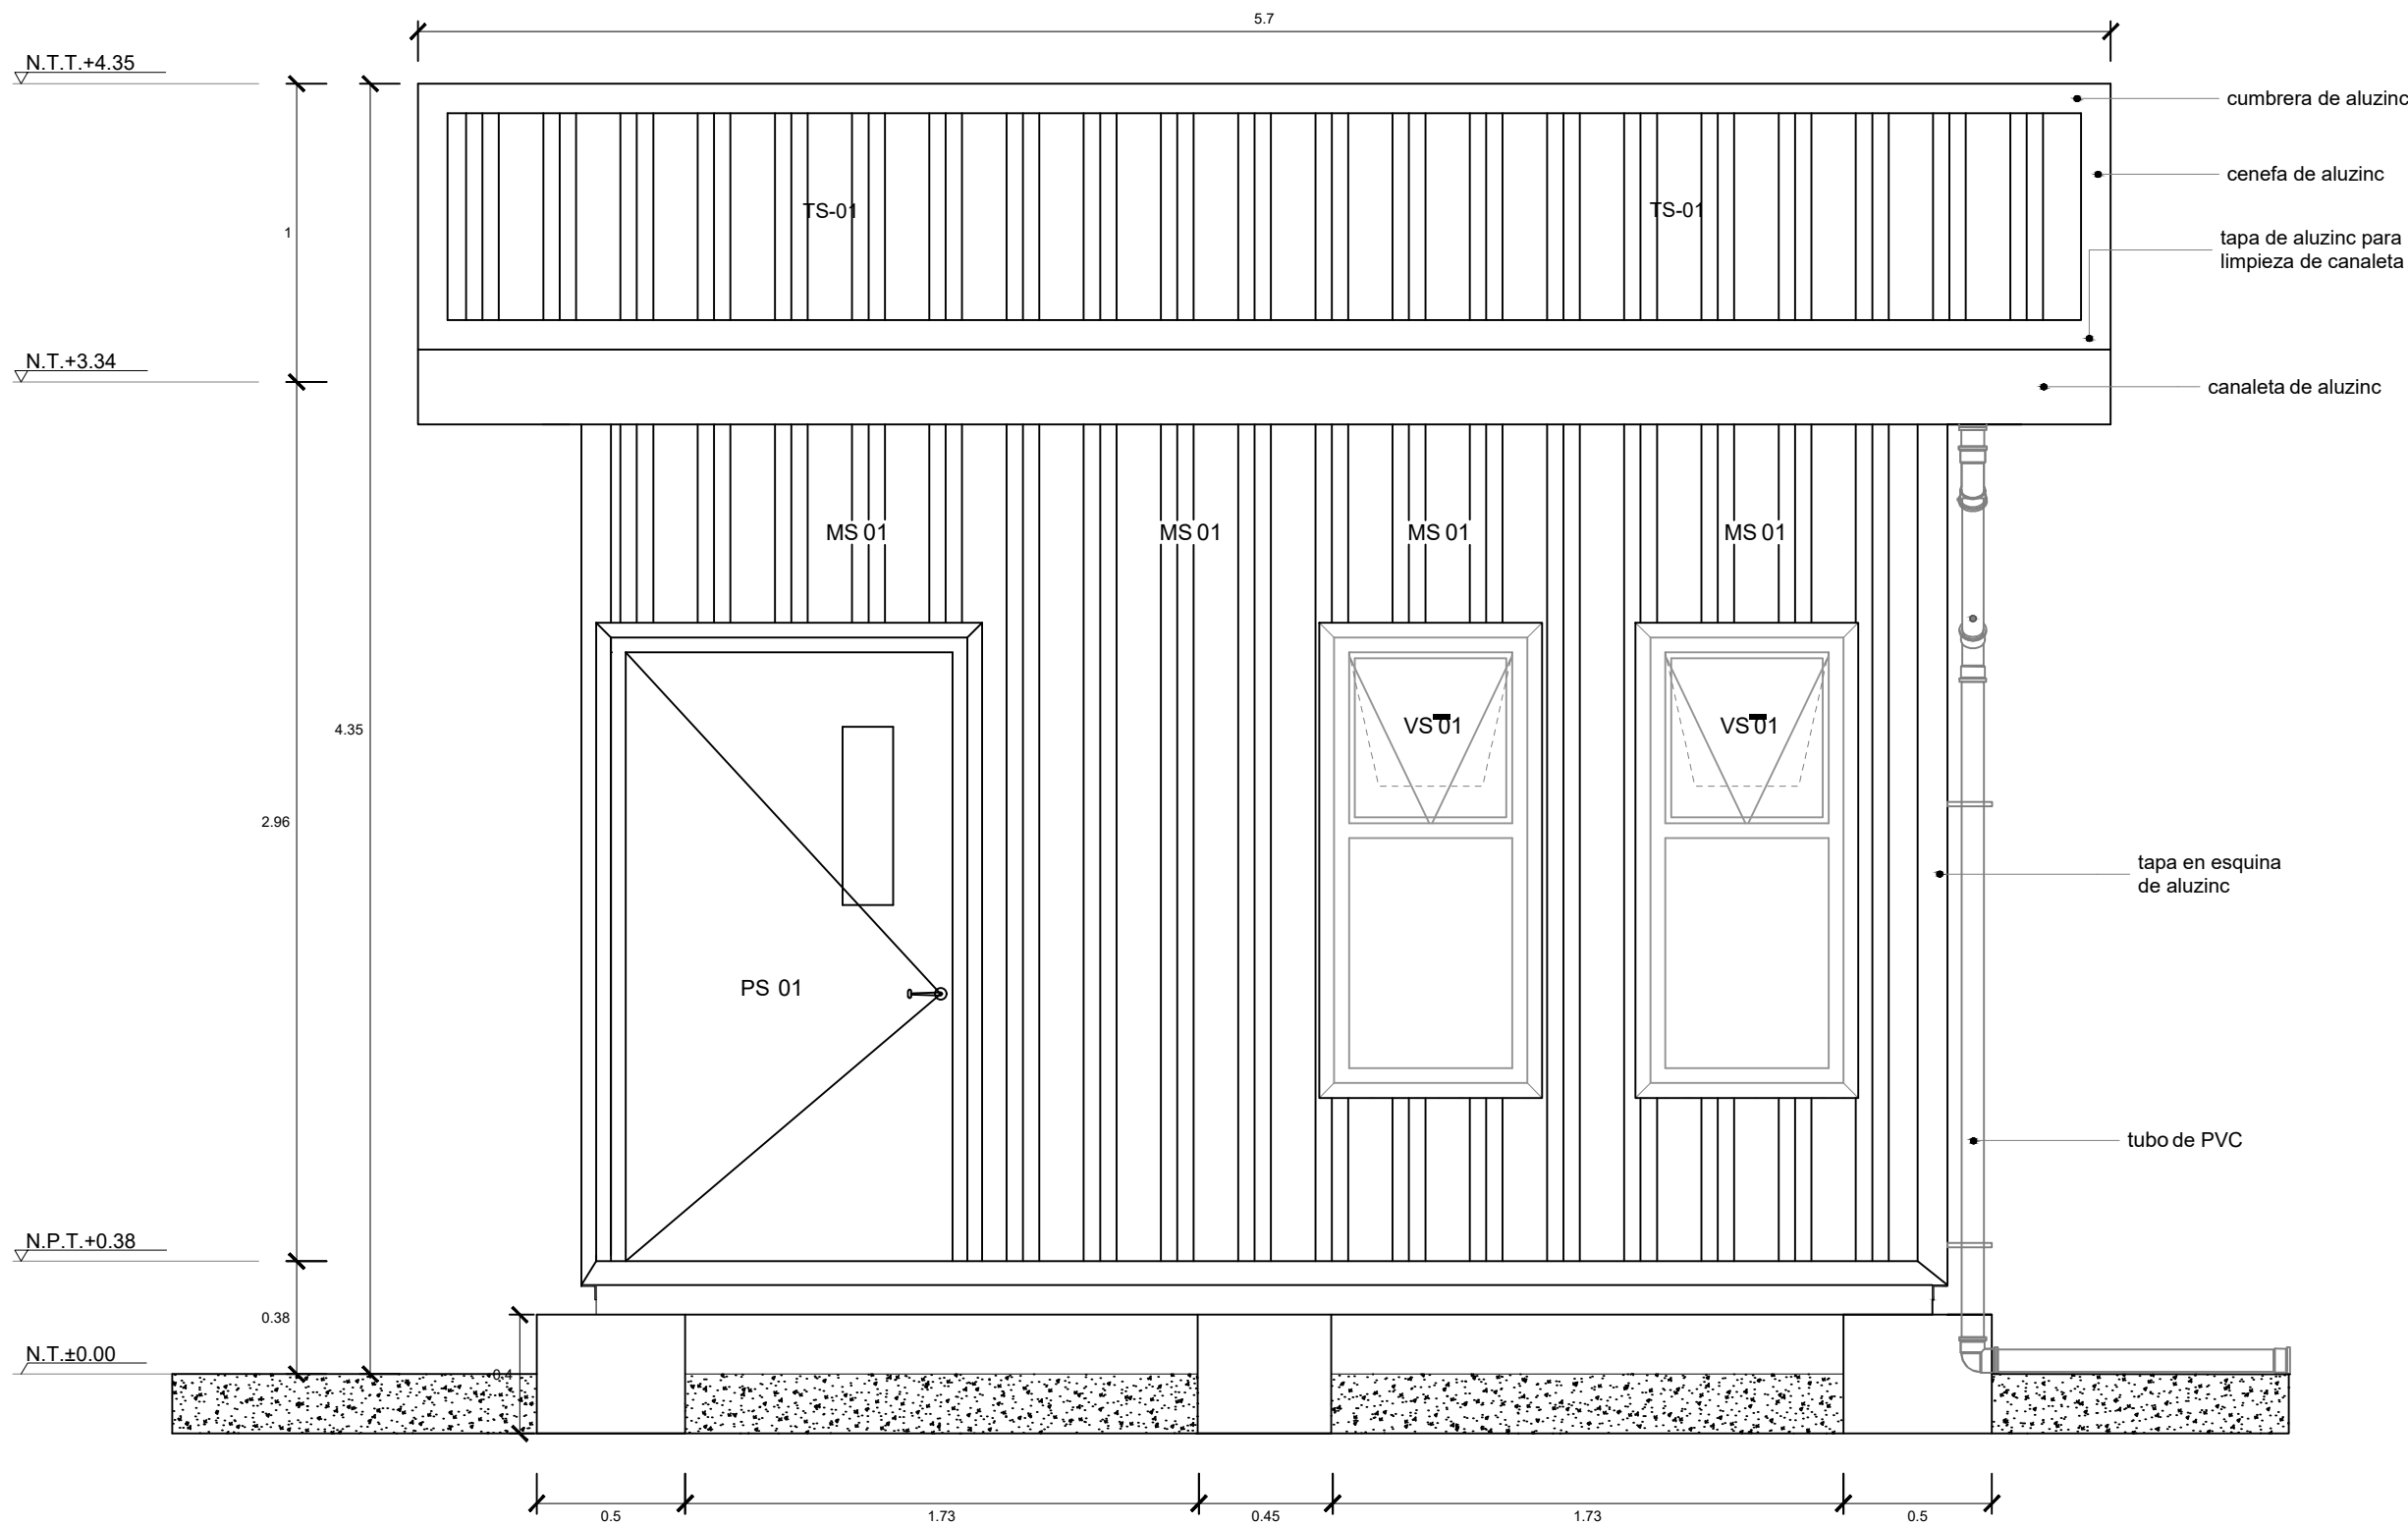 5.7
N.T.T.+4.35
cumbrera de aluzinc
cenefa de aluzinc
TS-01
TS-01
1
tapa de aluzinc para
limpieza de canaleta
N.T.+3.34
canaleta de aluzinc
MS 01
MS 01
MS 01
MS 01
4.35
VS 01
VS 01
2.96
tapa en esquina
de aluzinc
PS 01
tubo de PVC
N.P.T.+0.38
0.38
N.T.±0.00
0.4
0.5
1.73
0.45
1.73
0.5